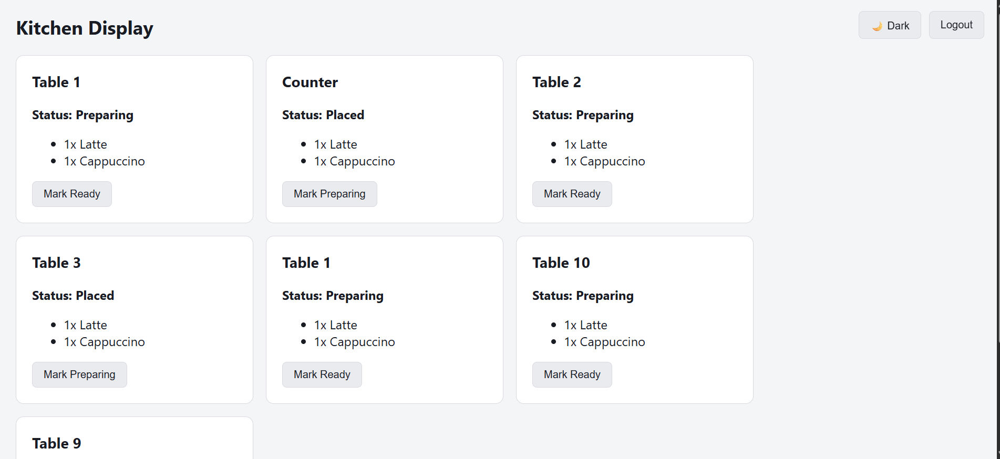 Kitchen Display
🌙 Dark
Logout
Table 1
Status: Preparing
1x Latte
1x Cappuccino
Mark Ready
Counter
Status: Placed
1x Latte
1x Cappuccino
Mark Preparing
Table 2
Status: Preparing
1x Latte
1x Cappuccino
Mark Ready
Table 3
Status: Placed
1x Latte
1x Cappuccino
Mark Preparing
Table 1
Status: Preparing
1x Latte
1x Cappuccino
Mark Ready
Table 10
Status: Preparing
1x Latte
1x Cappuccino
Mark Ready
Table 9